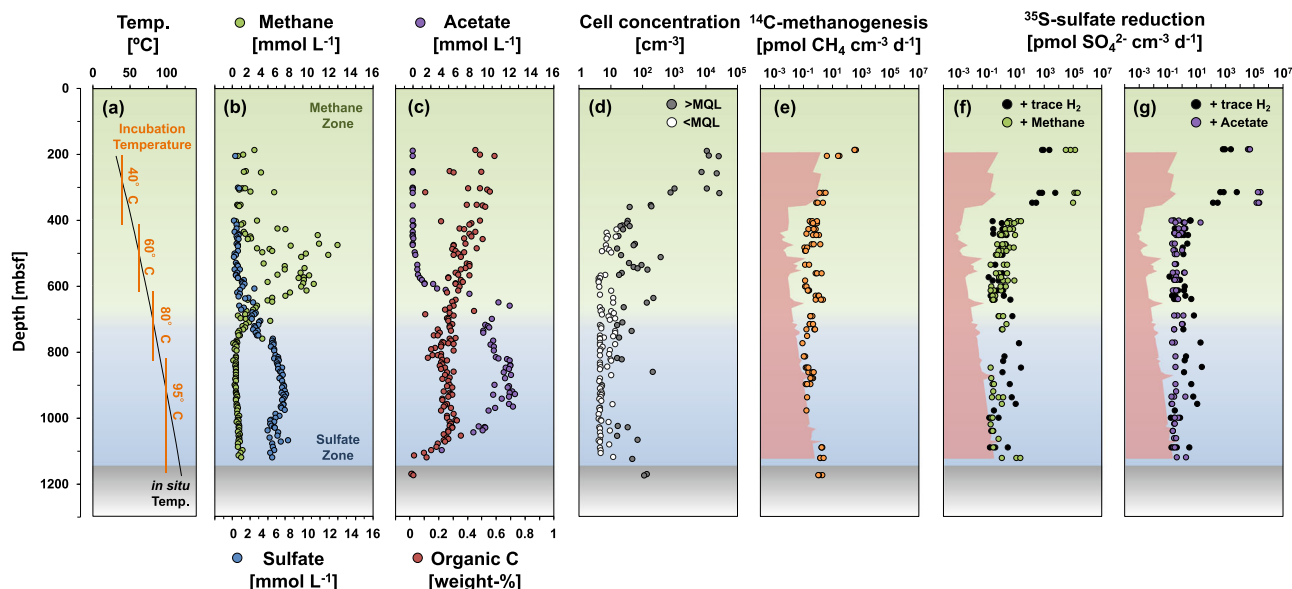 Temp.
[ºC]
Methane
[mmol L-1]
Acetate
[mmol L-1]
Cell concentration
[cm-3]
14C-methanogenesis
[pmol CH4 cm-3 d-1]
35S-sulfate reduction
[pmol SO42- cm-3 d-1]
0 50 100
0 2 4 6 8 10 12 14 16
0 2 4 6 8 10 12 14
1 10 102 103 104 105
10-3 10-1 101 103 105 107
10-3 10-1 101 103 105 107
10-3 10-1 101 103 105 107
Depth [mbsf]
0
200
400
600
800
1000
1200
(a)
Incubation
Temperature
40° C
60° C
80° C
95° C
in situ
Temp.
(b)
Methane
Zone
Sulfate
Zone
(c)
(d)
>MQL
<MQL
(e)
(f)
+ trace H2
+ Methane
(g)
+ trace H2
+ Acetate
0 2 4 6 8 10 12 14 16
0 0.2 0.4 0.6 0.8 1
Sulfate
[mmol L-1]
Organic C
[weight-%]